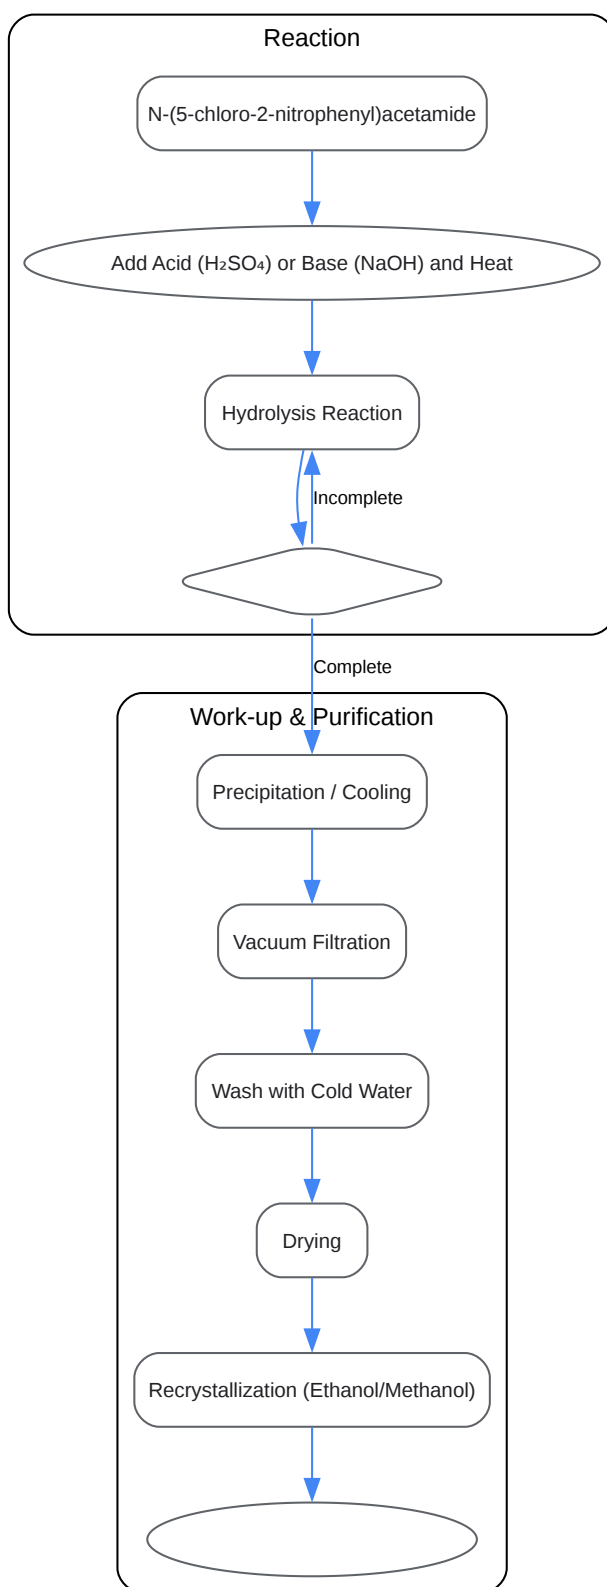 Reaction
N-(5-chloro-2-nitrophenyl)acetamide
Add Acid (H₂SO₄) or Base (NaOH) and Heat
Hydrolysis Reaction
Incomplete
Complete
Work-up & Purification
Precipitation / Cooling
Vacuum Filtration
Wash with Cold Water
Drying
Recrystallization (Ethanol/Methanol)